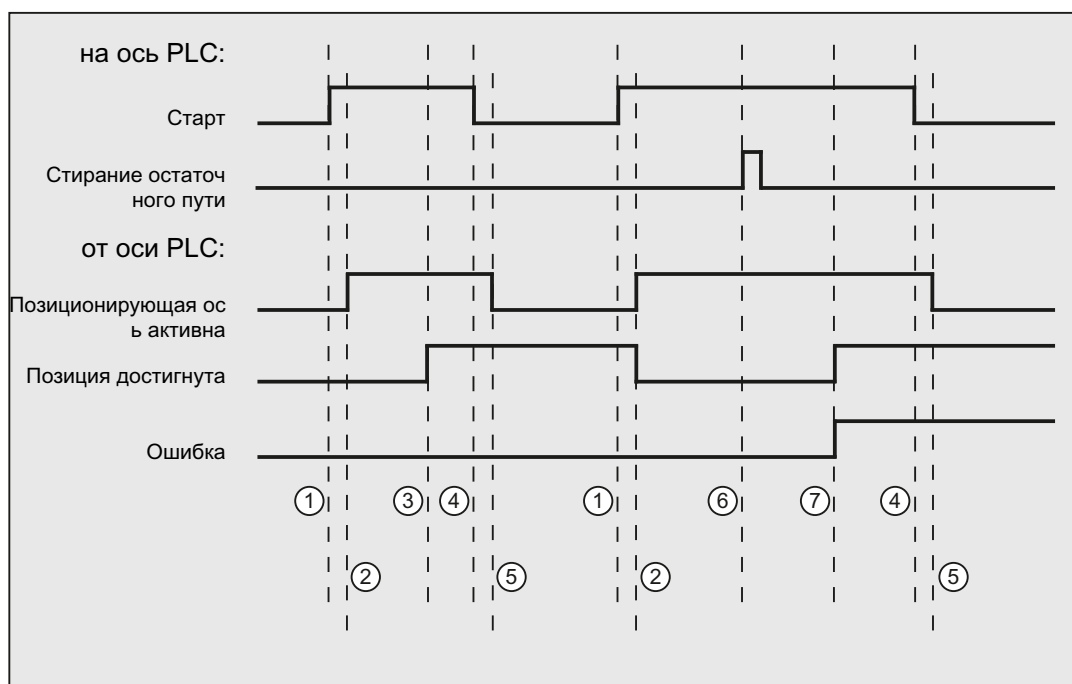 на ось PLC:
Старт
Стирание остаточ
ного пути
от оси PLC:
Позиционирующая ос
ь активна
Позиция достигнута
Ошибка
1 3 4 1 6 7 4
2 5 2 5